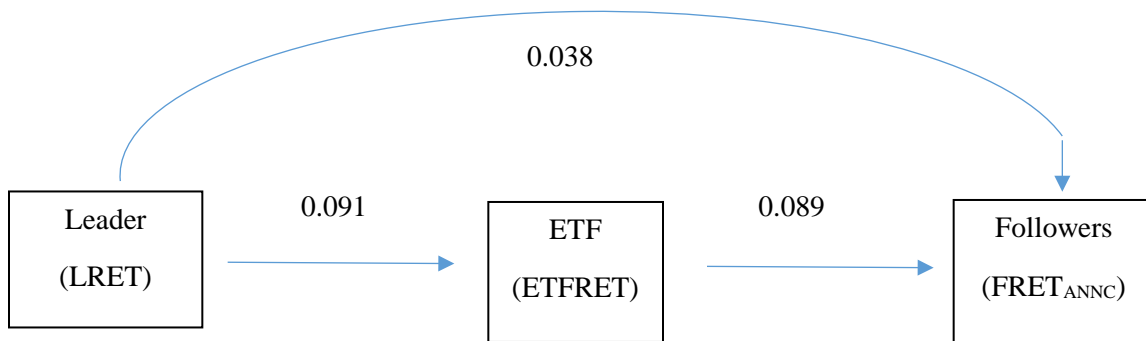 0.038
Leader
(LRET)
0.091
ETF
(ETFRET)
0.089
Followers
(FRETANNC)